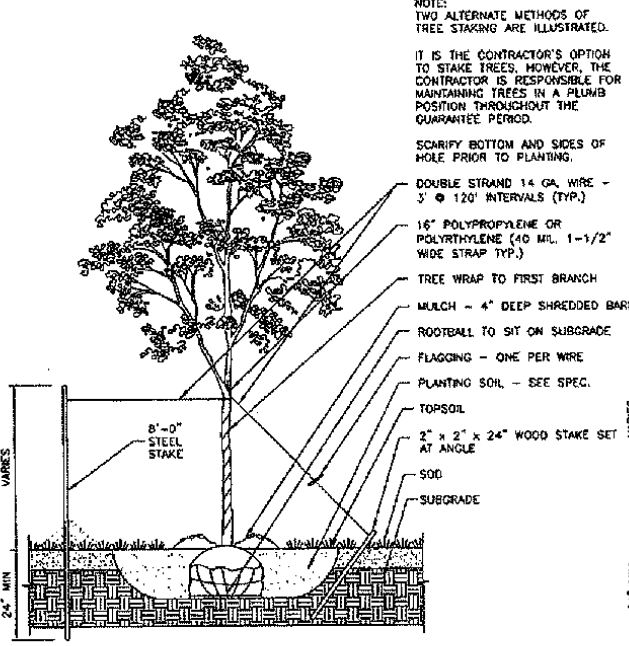 NOTE:
TWO ALTERNATE METHODS OF
TREE STAKING ARE ILLUSTRATED.
IT IS THE CONTRACTOR'S OPTION
TO STAKE TREES, HOWEVER, THE
CONTRACTOR IS RESPONSIBLE FOR
MAINTAINING TREES IN A PLUMB
POSITION THROUGHOUT THE
GUARANTEE PERIOD.
SCARIFY BOTTOM AND SIDES OF
HOLE PRIOR TO PLANTING.
DOUBLE STRAND 14 GA. WIRE -
3' @ 120' INTERVALS (TYP.)
16" POLYPROPYLENE OR
POLYRTHYLENE (40 MIL. 1-1/2"
WIDE STRAP TYP.)
TREE WRAP TO FIRST BRANCH
MULCH - 4" DEEP SHREDDED BAR
ROOTBALL TO SIT ON SUBGRADE
FLAGGING - ONE PER WIRE
PLANTING SOIL - SEE SPEC.
TOPSOIL
2" x 2" x 24" WOOD STAKE SET
AT ANGLE
SOD
SUBGRADE
8'-0"
STEEL
STAKE
VARIES
24" MIN